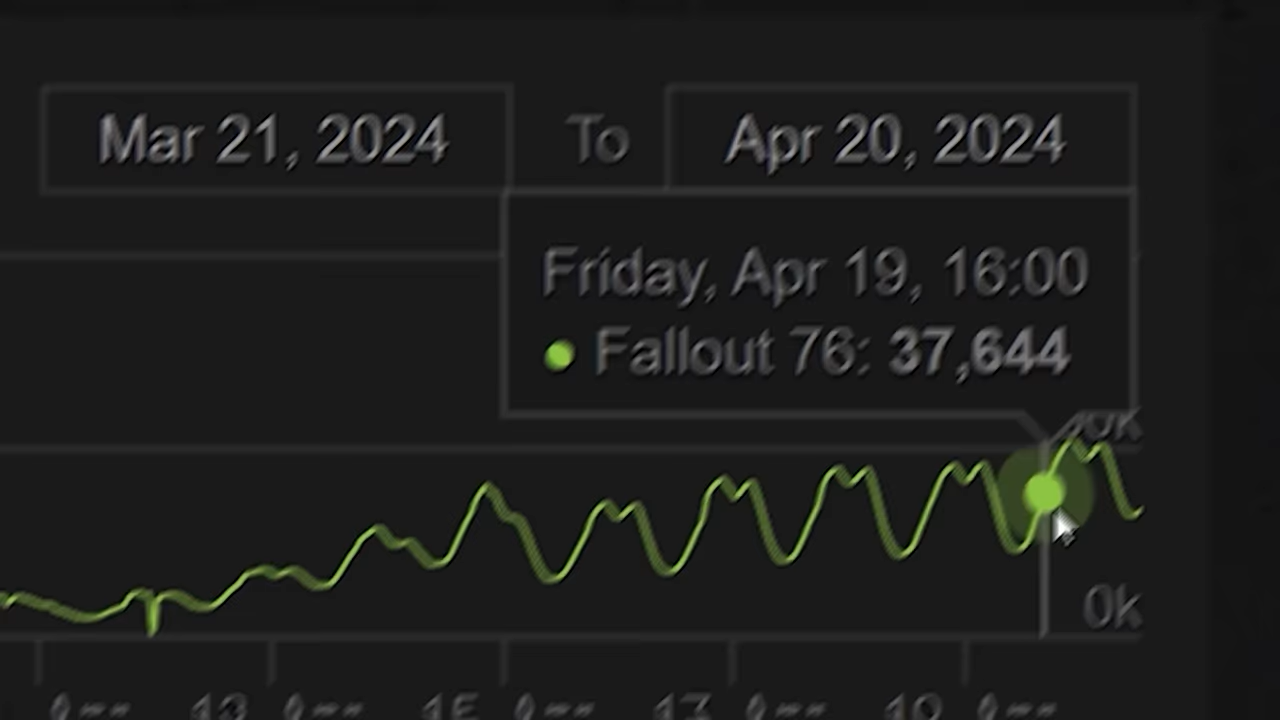 Mar 21, 2024 To Apr 20, 2024
Friday, Apr 19, 16:00
Fallout 76: 37,644
0k